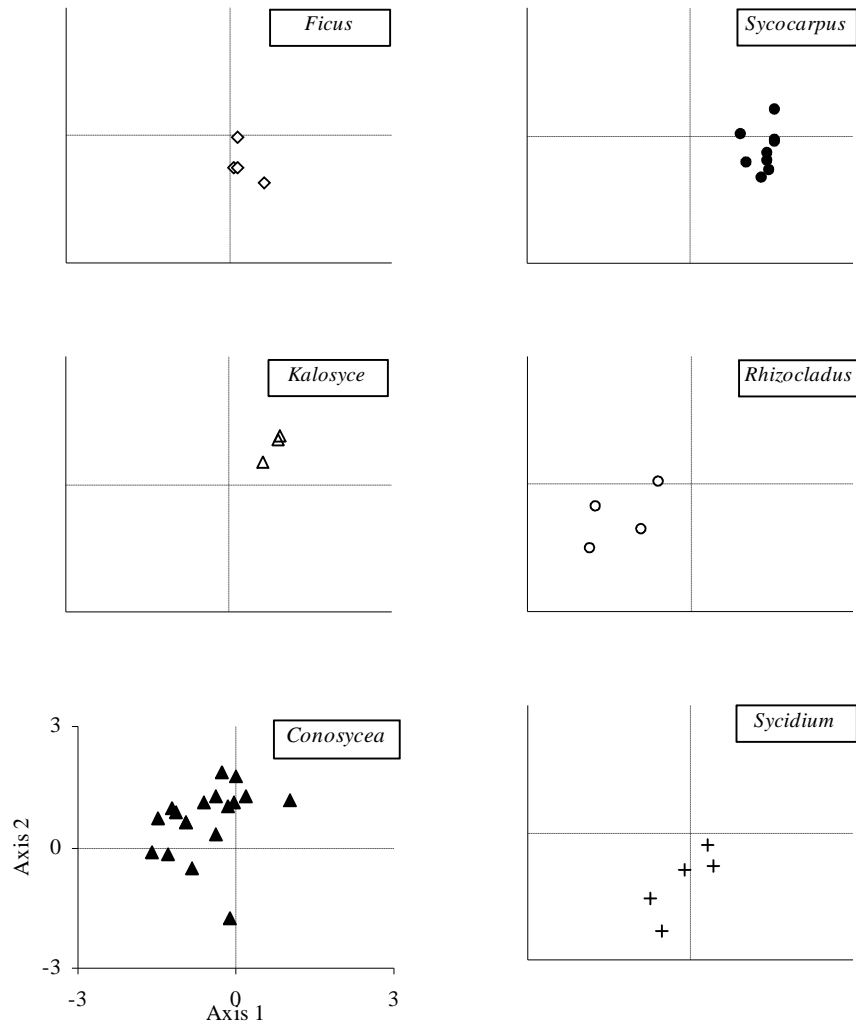 Ficus
Sycocarpus
Kalosyce
Rhizocladus
Conosycea
Sycidium
3
Axis 2
0
-3
-3
0
3
Axis 1